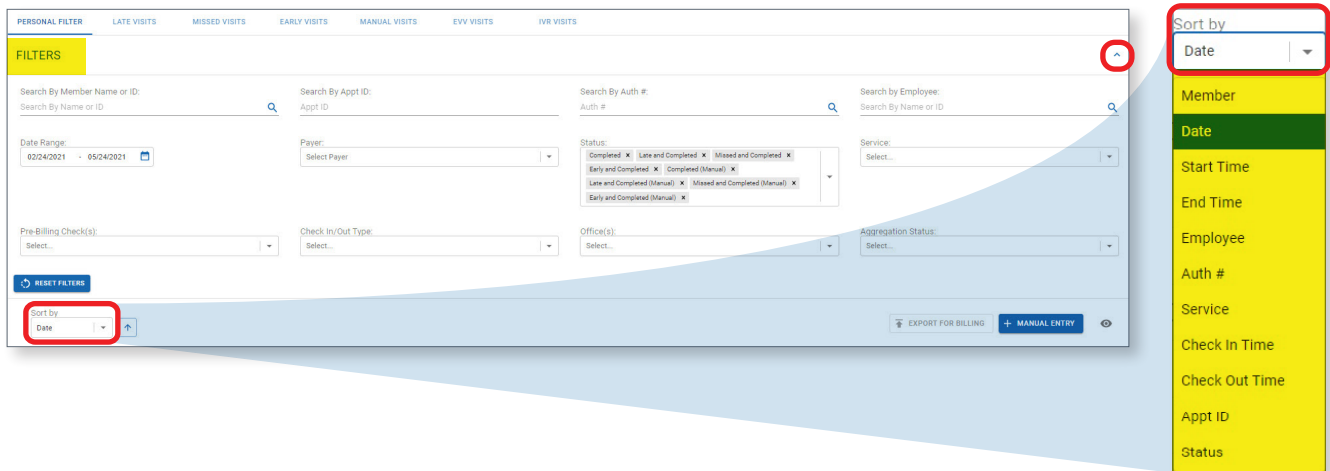 PERSONAL FILTER LATE VISITS MISSED VISITS EARLY VISITS MANUAL VISITS EVV VISITS IVR VISITS
FILTERS
Search By Member Name or ID: Search By Appt ID: Search By Auth #: Search by Employee:
Search By Name or ID Appt ID Auth # Search By Name or ID
Date Range: Payer: Status: Service:
02/24/2021 - 05/24/2021 Select Payer Completed x Late and Completed x Missed and Completed x Select...
Early and Completed x Completed (Manual) x
Late and Completed (Manual) x Missed and Completed (Manual) x
Early and Completed (Manual) x
Pre-Billing Check(s): Check In/Out Type: Office(s): Aggregation Status:
Select... Select... Select... Select...
RESET FILTERS
Sort by
Date EXPORT FOR BILLING + MANUAL ENTRY
Sort by
Date
Member
Date
Start Time
End Time
Employee
Auth #
Service
Check In Time
Check Out Time
Appt ID
Status